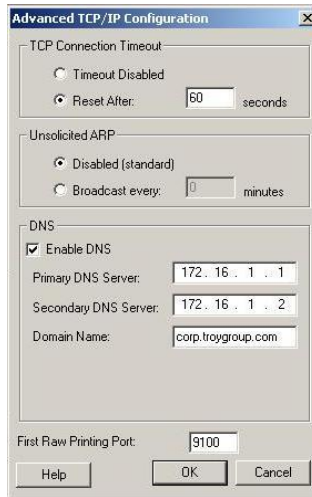 Advanced TCP/IP Configuration
TCP Connection Timeout
Timeout Disabled
Reset After: 60 seconds
Unsolicited ARP
Disabled (standard)
Broadcast every: 0 minutes
DNS
Enable DNS
Primary DNS Server: 172 . 16 . 1 . 1
Secondary DNS Server: 172 . 16 . 1 . 2
Domain Name: corp.troygroup.com
First Raw Printing Port: 9100
Help OK Cancel